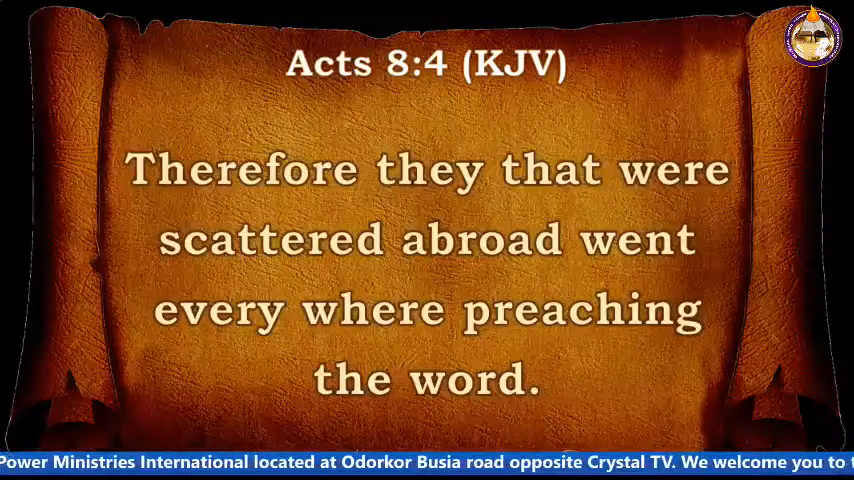 Acts 8:4 (KJV)
Therefore they that were
scattered abroad went
every where preaching
the word.
Power Ministries International located at Odorkor Busia road opposite Crystal TV. We welcome you to